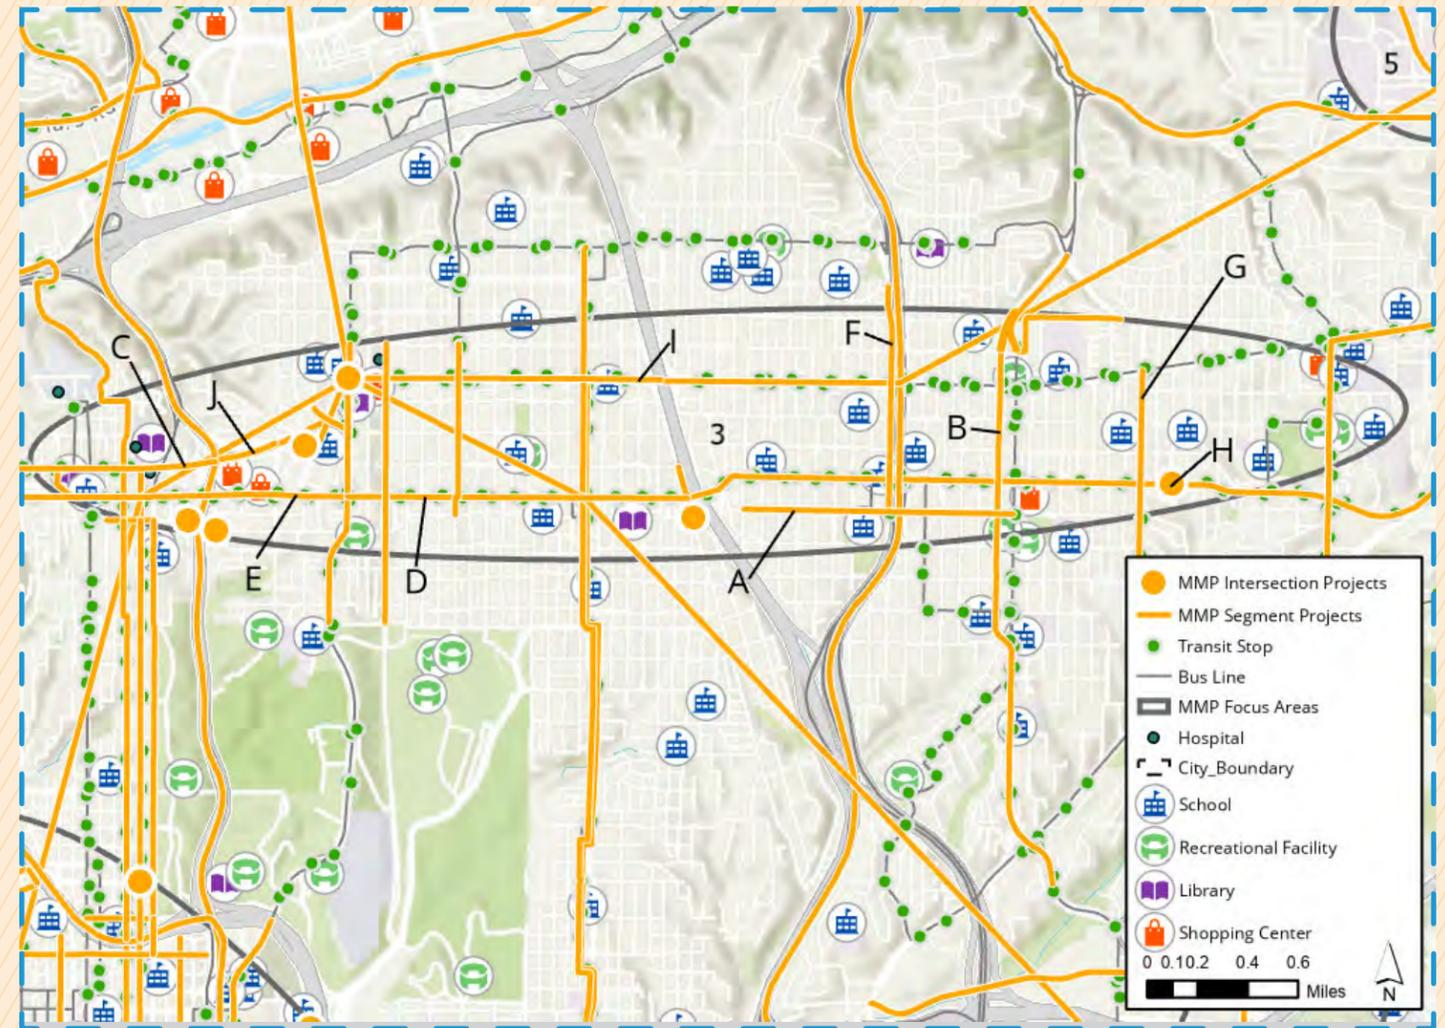 5
G
C
F
I
J
B
3
H
E
D
A
MMP Intersection Projects
MMP Segment Projects
Transit Stop
Bus Line
MMP Focus Areas
Hospital
City_Boundary
School
Recreational Facility
Library
Shopping Center
0 0.10.2 0.4 0.6
Miles
N